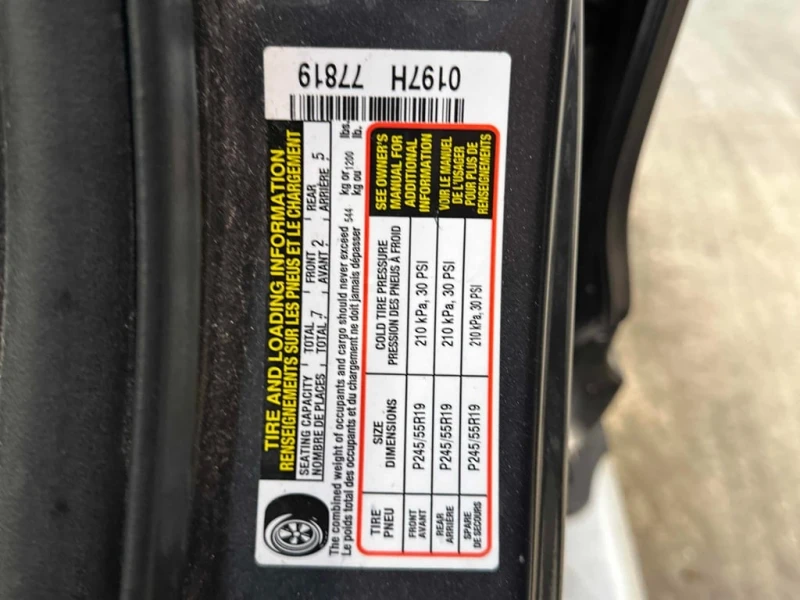 TIRE AND LOADING INFORMATION
RENSEIGNEMENTS SUR LES PNEUS ET LE CHARGEMENT
SEATING CAPACITY TOTAL 7 FRONT 2 REAR 5
NOMBRE DE PLACES TOTAL AVANT ARRIÈRE
The combined weight of occupants and cargo should never exceed 544 kg or 1200 lbs.
Le poids total des occupants et du chargement ne doit jamais dépasser kg ou lb.
TIRE SIZE COLD TIRE PRESSURE
PNEU DIMENSIONS PRESSION DES PNEUS À FROID
FRONT P245/55R19 210 kPa, 30 PSI
AVANT
REAR P245/55R19 210 kPa, 30 PSI
ARRIÈRE
SPARE P245/55R19 210 kPa, 30 PSI
DE SECOURS
SEE OWNER'S
MANUAL FOR
ADDITIONAL
INFORMATION
VOIR LE MANUEL
DE L'USAGER
POUR PLUS DE
RENSEIGNEMENTS
0197H 77819